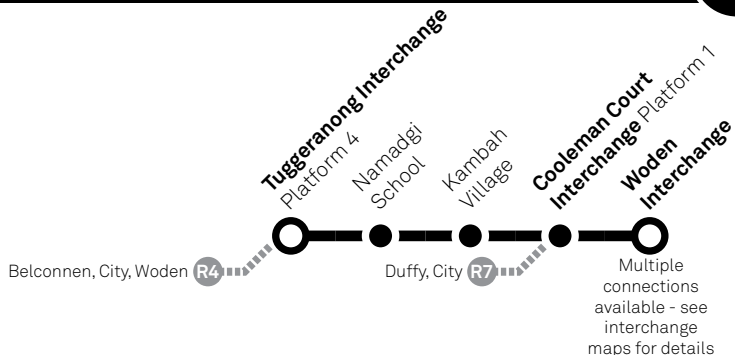 Tuggeranong Interchange
Platform 4
Namadgi
School
Kambah
Village
Cooleman Court
Interchange Platform 1
Woden
Interchange
Belconnen, City, Woden R4
Duffy, City R7
Multiple
connections
available - see
interchange
maps for details